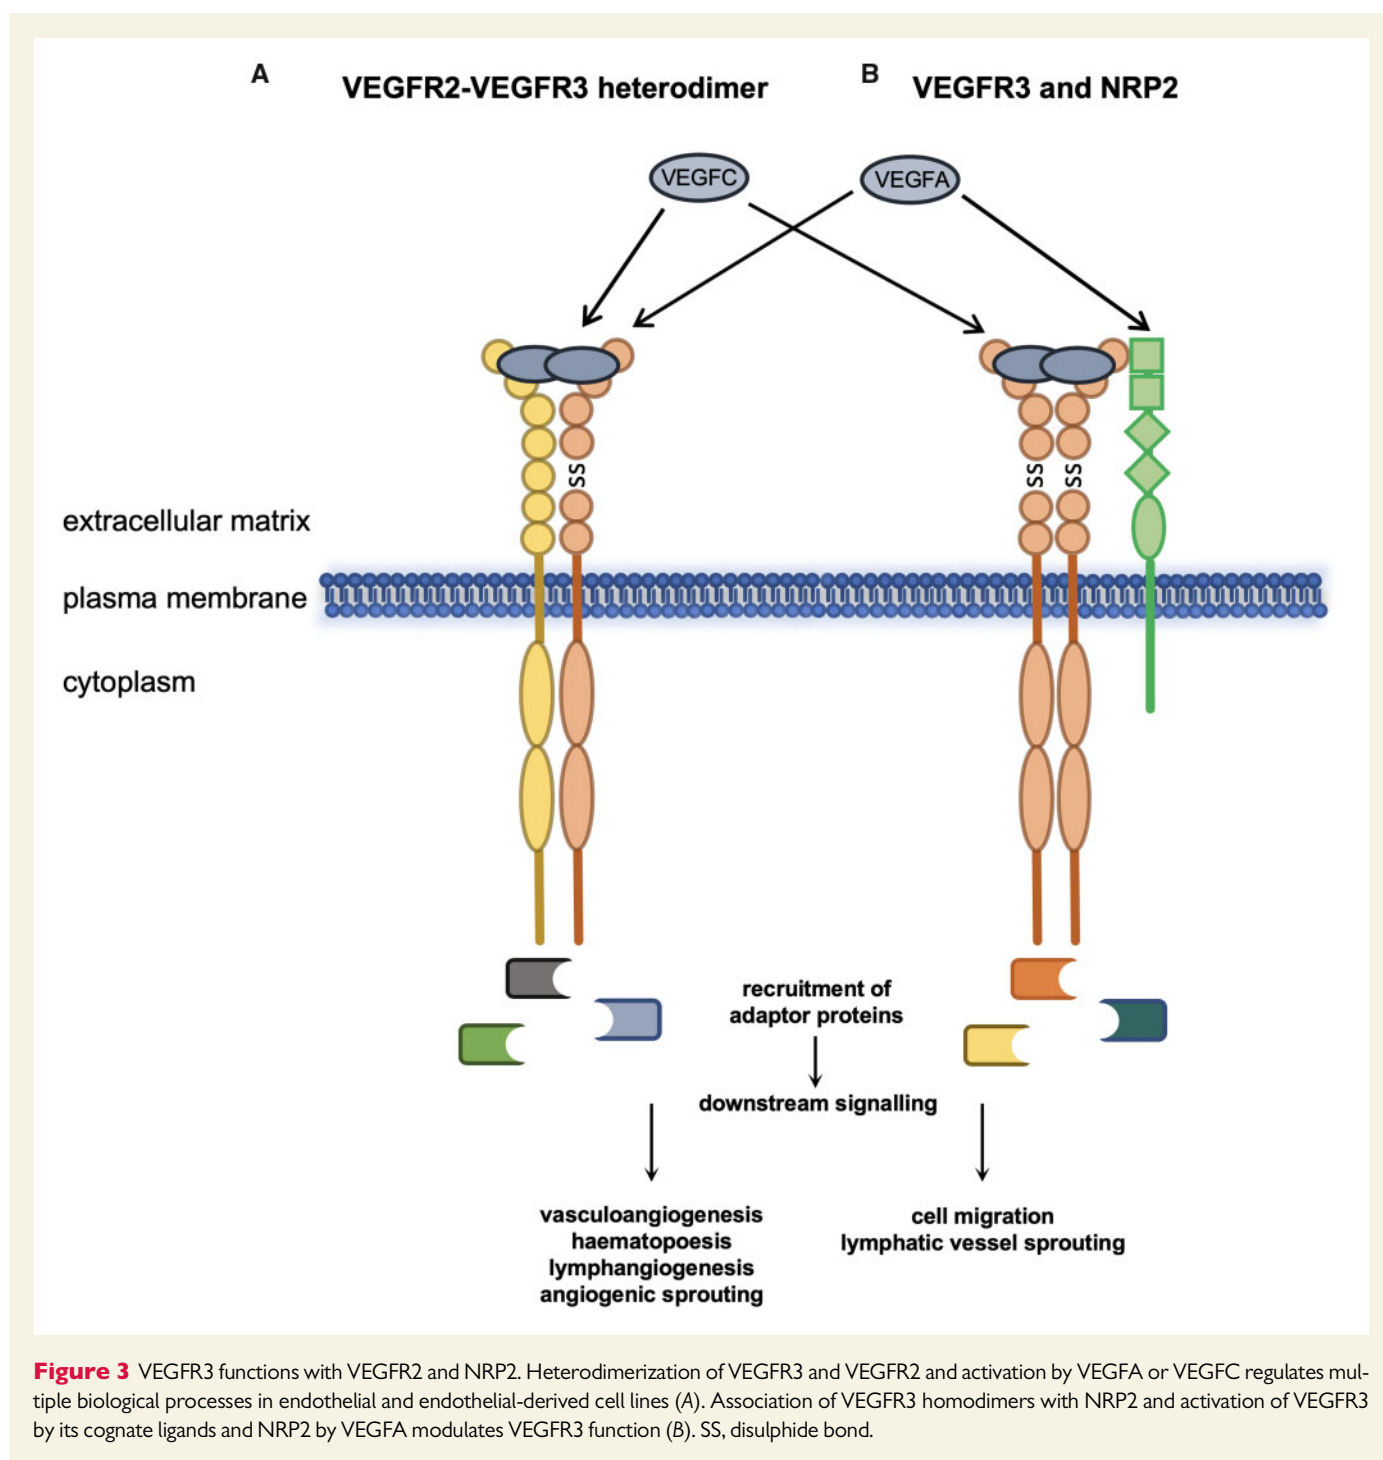 A
VEGFR2-VEGFR3 heterodimer
B
VEGFR3 and NRP2
VEGFC
VEGFA
SS
SS
SS
extracellular matrix
plasma membrane
cytoplasm
recruitment of
adaptor proteins
downstream signalling
vasculoangiogenesis
haematopoesis
lymphangiogenesis
angiogenic sprouting
cell migration
lymphatic vessel sprouting
Figure 3 VEGFR3 functions with VEGFR2 and NRP2. Heterodimerization of VEGFR3 and VEGFR2 and activation by VEGFA or VEGFC regulates mul-
tiple biological processes in endothelial and endothelial-derived cell lines (A). Association of VEGFR3 homodimers with NRP2 and activation of VEGFR3
by its cognate ligands and NRP2 by VEGFA modulates VEGFR3 function (B). SS, disulphide bond.